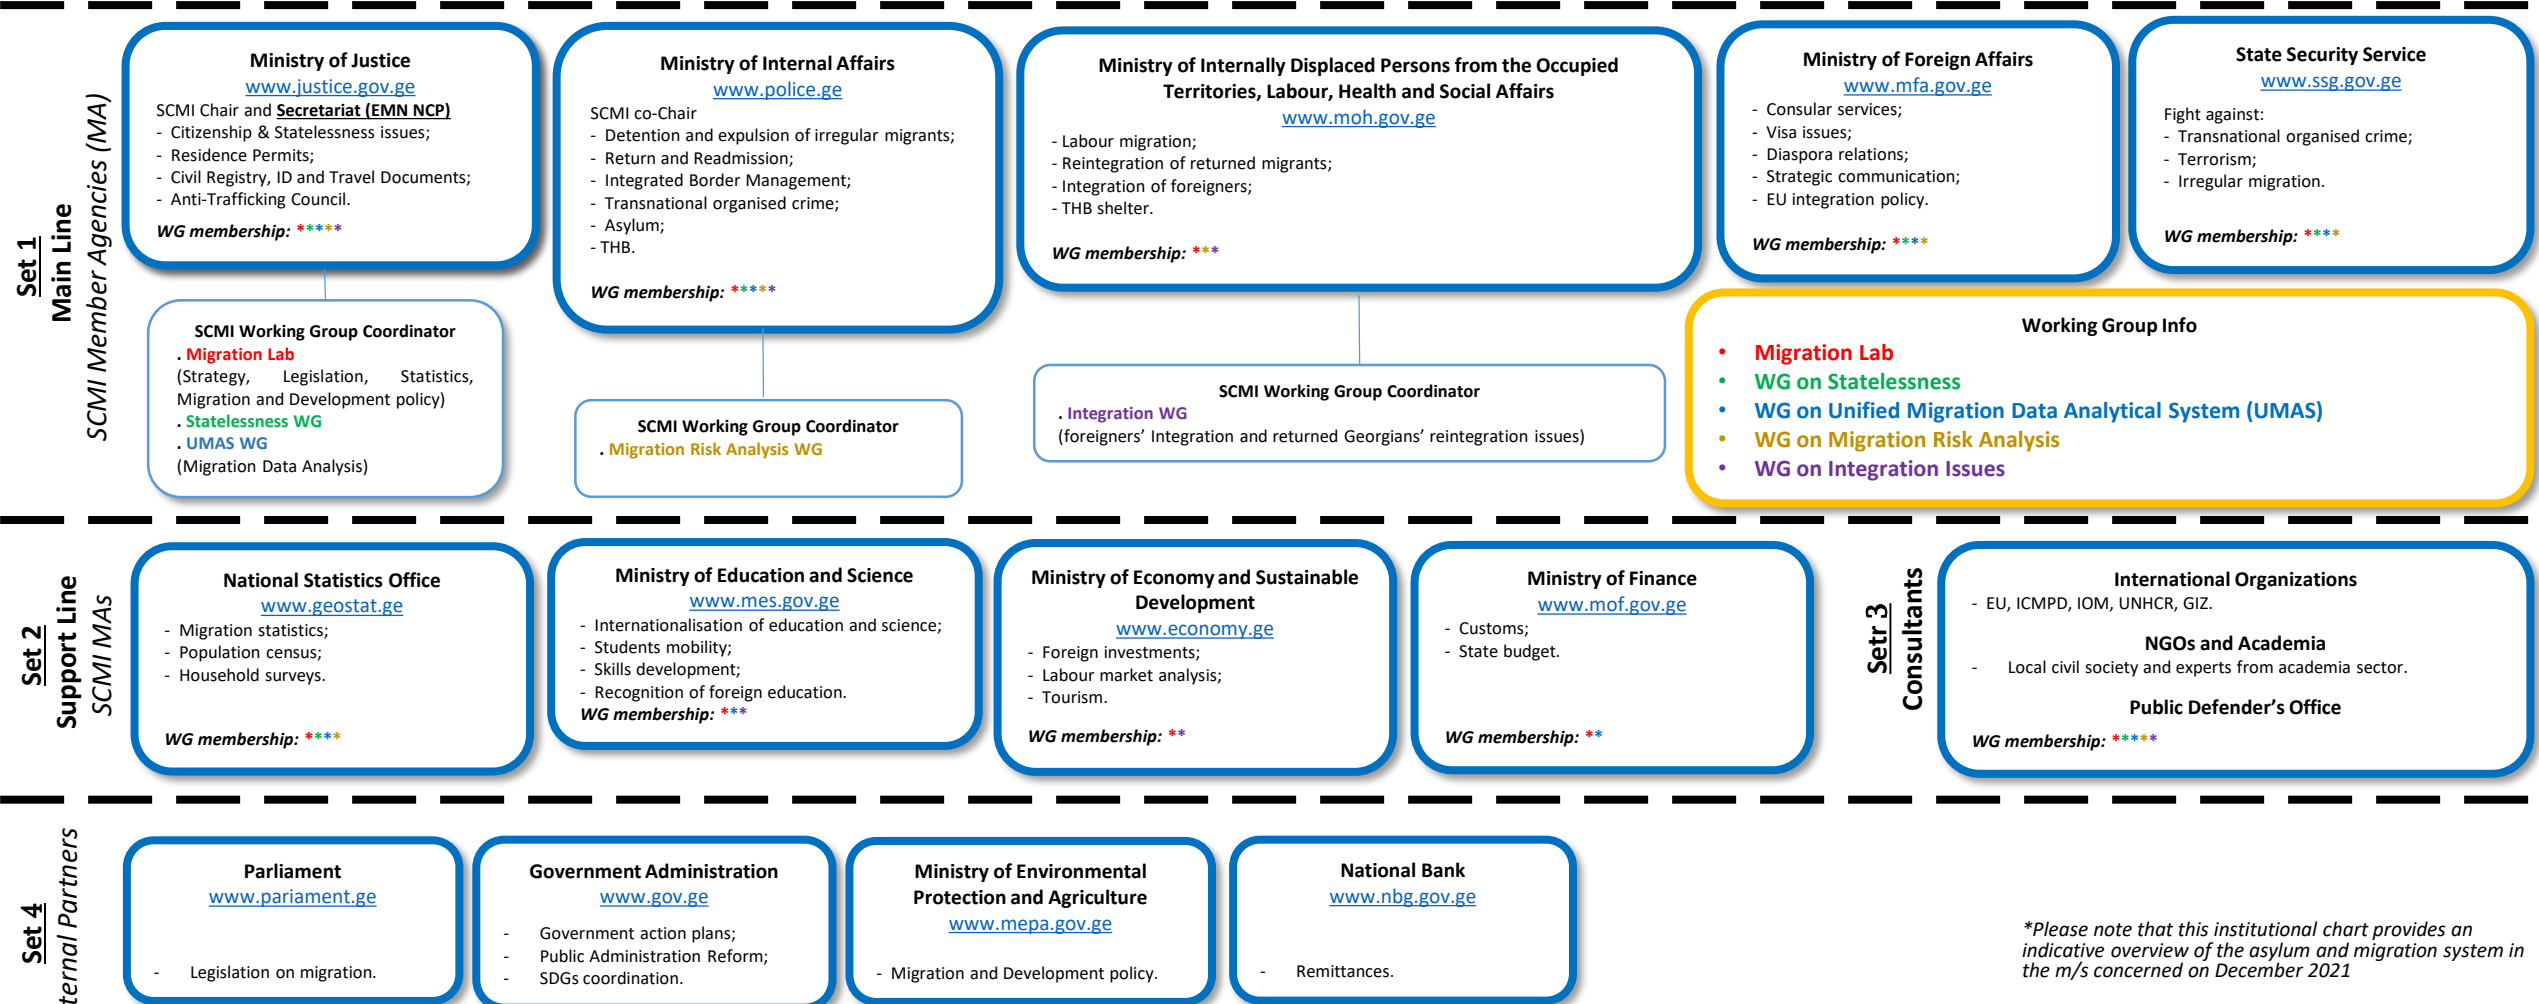 Set 1
Main Line
SCMI Member Agencies (MA)
Ministry of Justice
www.justice.gov.ge
SCMI Chair and Secretariat (EMN NCP)
- Citizenship & Statelessness issues;
- Residence Permits;
- Civil Registry, ID and Travel Documents;
- Anti-Trafficking Council.
WG membership: *****
SCMI Working Group Coordinator
. Migration Lab
(Strategy, Legislation, Statistics,
Migration and Development policy)
. Statelessness WG
. UMAS WG
(Migration Data Analysis)
Ministry of Internal Affairs
www.police.ge
SCMI co-Chair
- Detention and expulsion of irregular migrants;
- Return and Readmission;
- Integrated Border Management;
- Transnational organised crime;
- Asylum;
- THB.
WG membership: *****
SCMI Working Group Coordinator
. Migration Risk Analysis WG
Ministry of Internally Displaced Persons from the Occupied
Territories, Labour, Health and Social Affairs
www.moh.gov.ge
- Labour migration;
- Reintegration of returned migrants;
- Integration of foreigners;
- THB shelter.
WG membership: ***
SCMI Working Group Coordinator
. Integration WG
(foreigners’ Integration and returned Georgians’ reintegration issues)
Ministry of Foreign Affairs
www.mfa.gov.ge
- Consular services;
- Visa issues;
- Diaspora relations;
- Strategic communication;
- EU integration policy.
WG membership: ****
State Security Service
www.ssg.gov.ge
Fight against:
- Transnational organised crime;
- Terrorism;
- Irregular migration.
WG membership: ****
Working Group Info
• Migration Lab
• WG on Statelessness
• WG on Unified Migration Data Analytical System (UMAS)
• WG on Migration Risk Analysis
• WG on Integration Issues
Set 2
Support Line
SCMI MAs
National Statistics Office
www.geostat.ge
- Migration statistics;
- Population census;
- Household surveys.
WG membership: ****
Ministry of Education and Science
www.mes.gov.ge
- Internationalisation of education and science;
- Students mobility;
- Skills development;
- Recognition of foreign education.
WG membership: ***
Ministry of Economy and Sustainable
Development
www.economy.ge
- Foreign investments;
- Labour market analysis;
- Tourism.
WG membership: **
Ministry of Finance
www.mof.gov.ge
- Customs;
- State budget.
WG membership: **
Setr 3
Consultants
International Organizations
- EU, ICMPD, IOM, UNHCR, GIZ.
NGOs and Academia
- Local civil society and experts from academia sector.
Public Defender’s Office
WG membership: *****
Set 4
ternal Partners
Parliament
www.pariament.ge
- Legislation on migration.
Government Administration
www.gov.ge
- Government action plans;
- Public Administration Reform;
- SDGs coordination.
Ministry of Environmental
Protection and Agriculture
www.mepa.gov.ge
- Migration and Development policy.
National Bank
www.nbg.gov.ge
- Remittances.
*Please note that this institutional chart provides an
indicative overview of the asylum and migration system in
the m/s concerned on December 2021